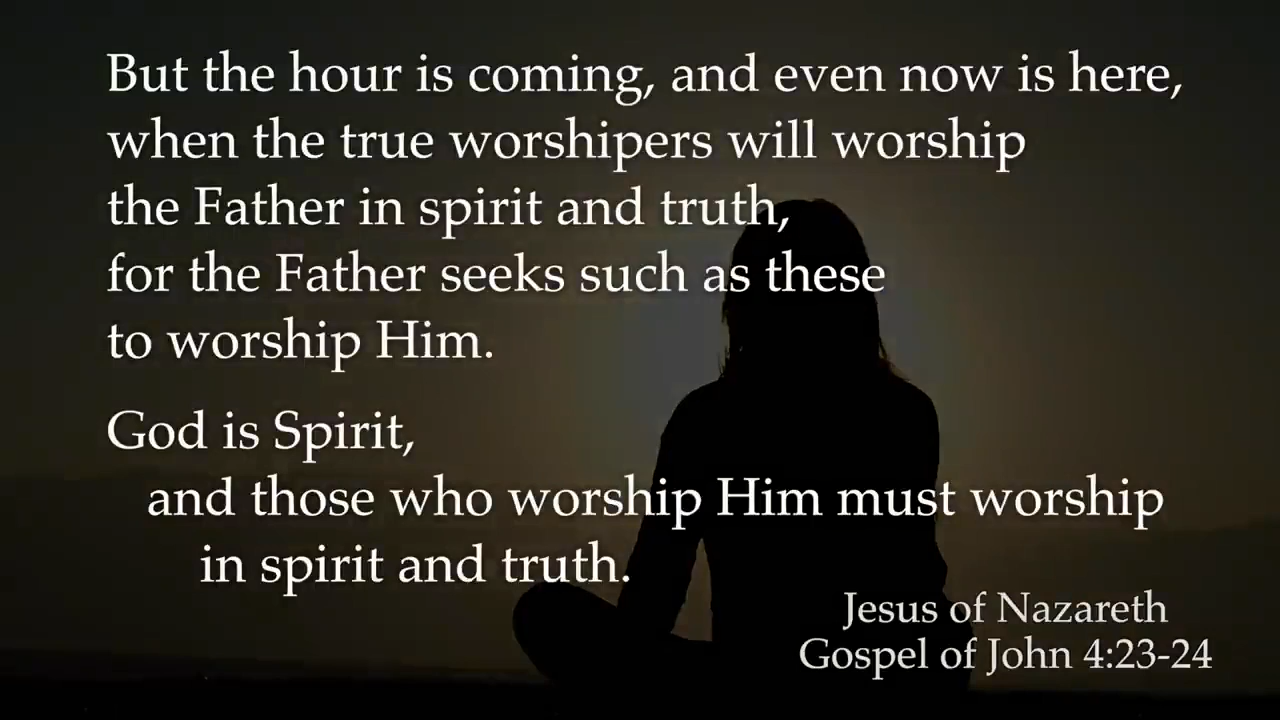 But the hour is coming, and even now is here,
when the true worshipers will worship
the Father in spirit and truth,
for the Father seeks such as these
to worship Him.
God is Spirit,
and those who worship Him must worship
in spirit and truth.
Jesus of Nazareth
Gospel of John 4:23-24